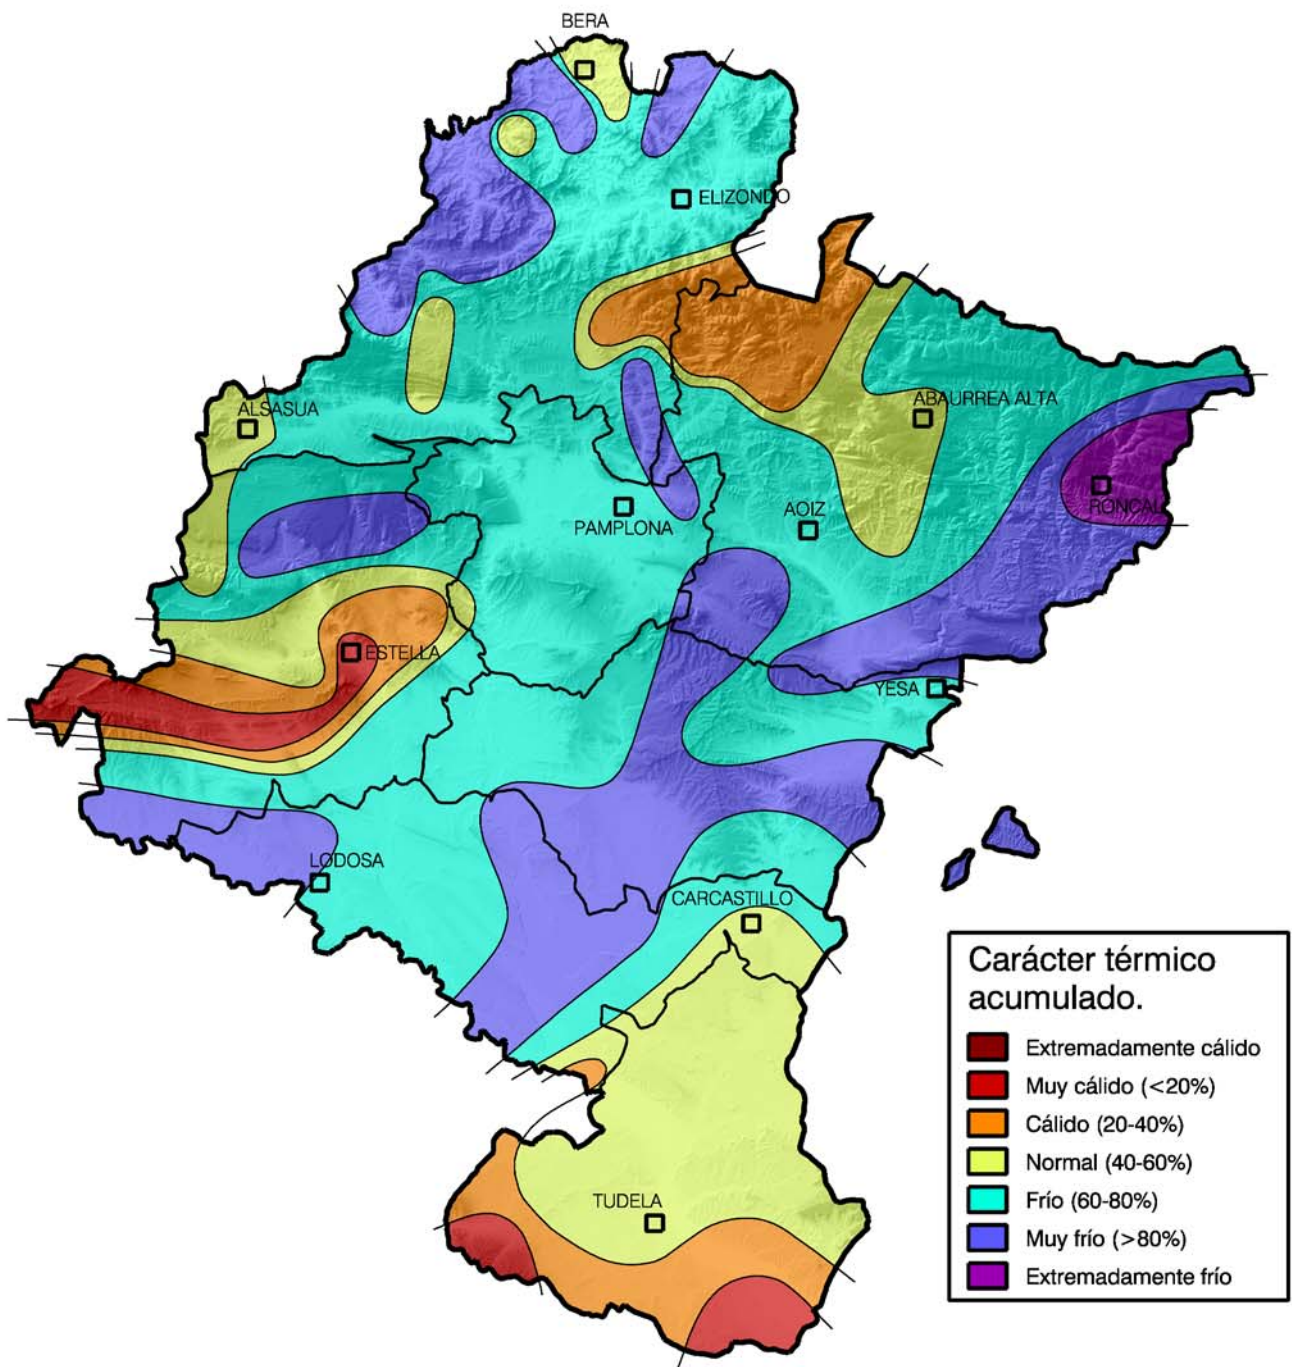 BERA
ELIZONDO
ALSASUA
ABAURREA ALTA
PAMPLONA
AOIZ
RONCAL
ESTELLA
YESA
LODOSA
CARCASTILLO
TUDELA
Carácter térmico
acumulado.
Extremadamente cálido
Muy cálido (<20%)
Cálido (20-40%)
Normal (40-60%)
Frío (60-80%)
Muy frío (>80%)
Extremadamente frío